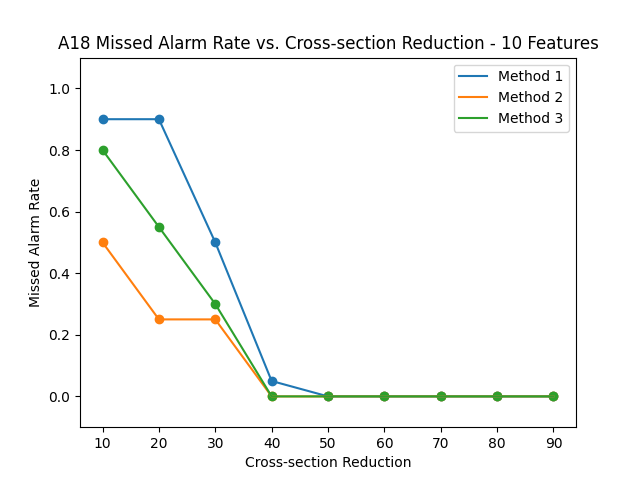 A18 Missed Alarm Rate vs. Cross-section Reduction - 10 Features
Method 1
Method 2
Method 3
Missed Alarm Rate
1.0
0.8
0.6
0.4
0.2
0.0
10 20 30 40 50 60 70 80 90
Cross-section Reduction